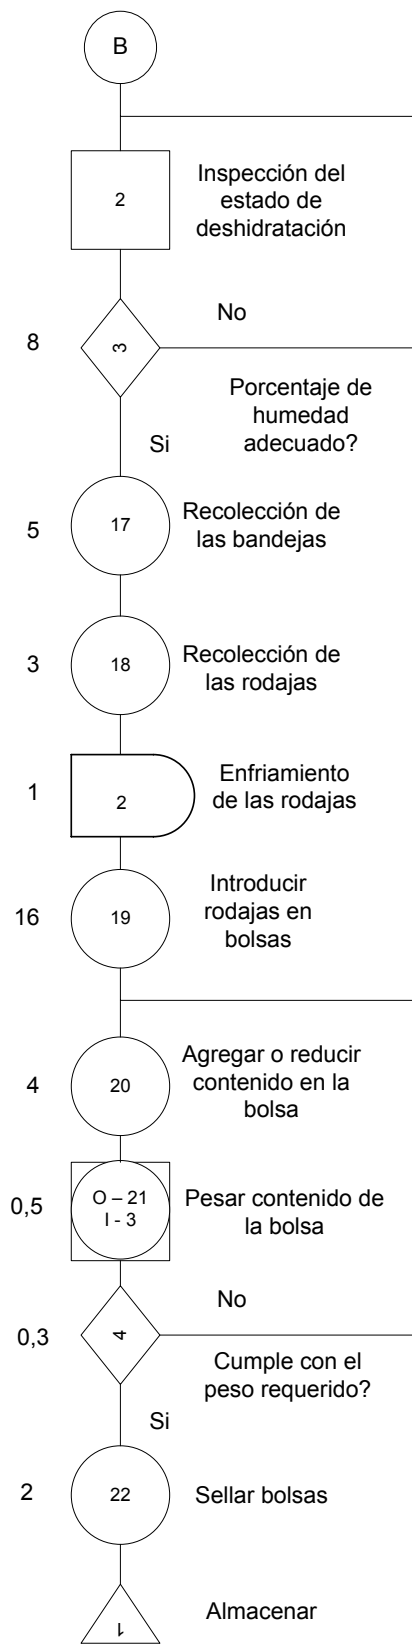 B
2
Inspección del
estado de
deshidratación
8
3
No
Porcentaje de
humedad
adecuado?
Si
5
17
Recolección de
las bandejas
3
18
Recolección de
las rodajas
1
2
Enfriamiento
de las rodajas
16
19
Introducir
rodajas en
bolsas
4
20
Agregar o reducir
contenido en la
bolsa
0,5
O – 21
I - 3
Pesar contenido de
la bolsa
0,3
4
No
Cumple con el
peso requerido?
Si
2
22
Sellar bolsas
1
Almacenar